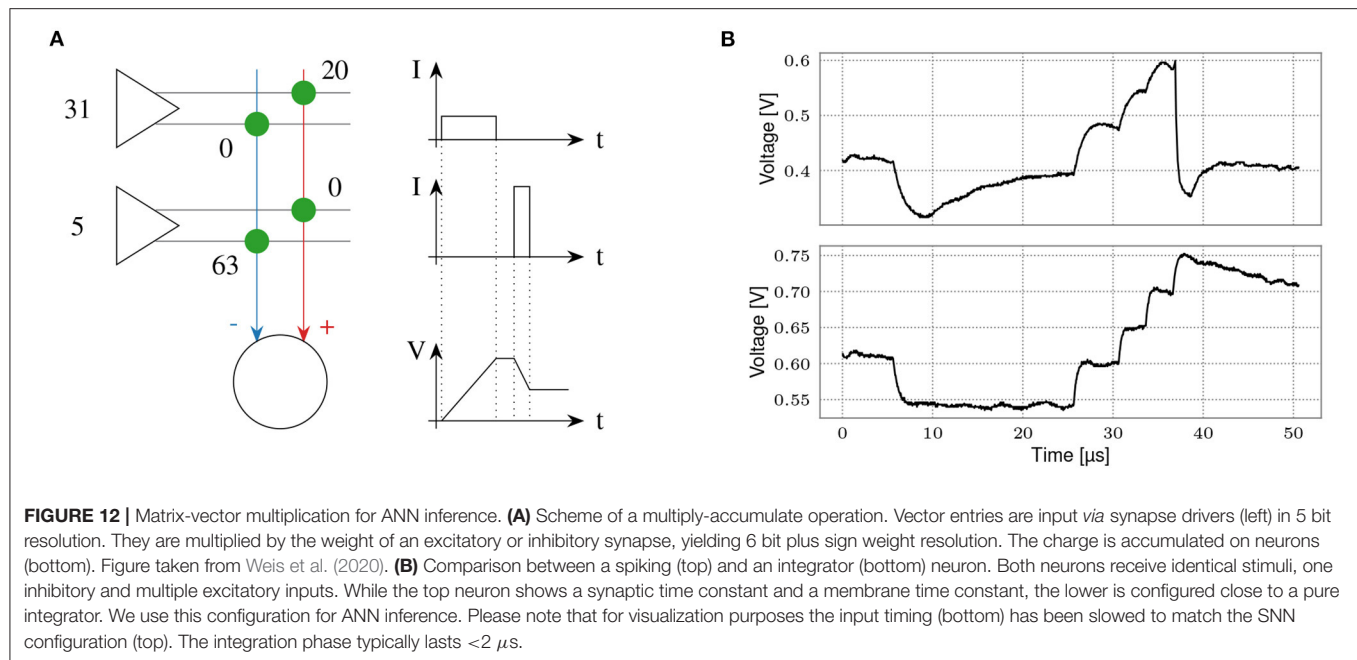 A
31
20
0
5
0
63
-
+
I
t
I
t
V
t
B
0.6
0.5
0.4
Voltage [V]
0.75
0.70
0.65
0.60
0.55
Voltage [V]
0 10 20 30 40 50
Time [μs]
FIGURE 12 | Matrix-vector multiplication for ANN inference. (A) Scheme of a multiply-accumulate operation. Vector entries are input via synapse drivers (left) in 5 bit
resolution. They are multiplied by the weight of an excitatory or inhibitory synapse, yielding 6 bit plus sign weight resolution. The charge is accumulated on neurons
(bottom). Figure taken from Weis et al. (2020). (B) Comparison between a spiking (top) and an integrator (bottom) neuron. Both neurons receive identical stimuli, one
inhibitory and multiple excitatory inputs. While the top neuron shows a synaptic time constant and a membrane time constant, the lower is configured close to a pure
integrator. We use this configuration for ANN inference. Please note that for visualization purposes the input timing (bottom) has been slowed to match the SNN
configuration (top). The integration phase typically lasts <2 μs.